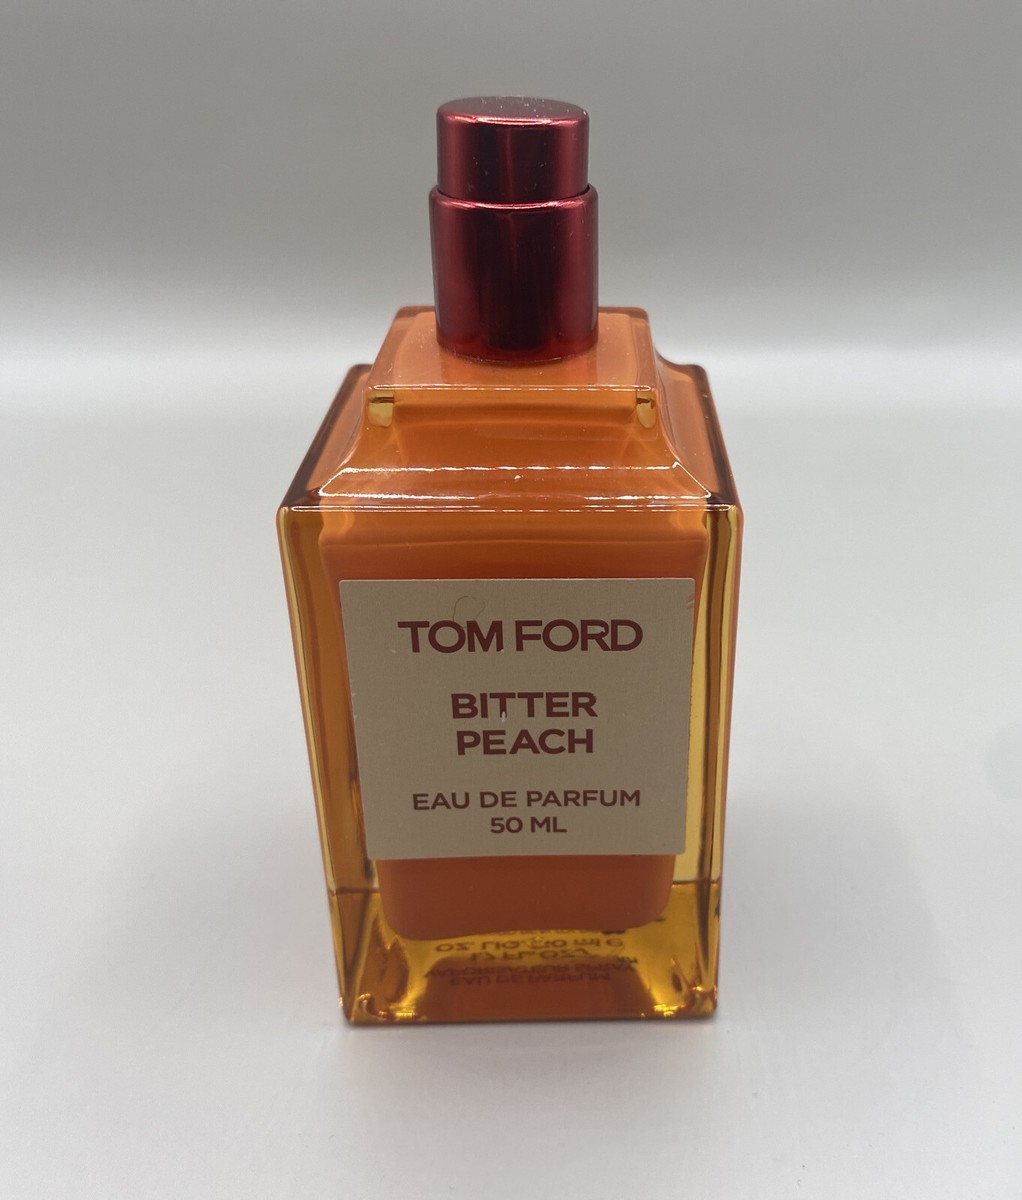 TOM FORD
BITTER
PEACH
EAU DE PARFUM
50 ML